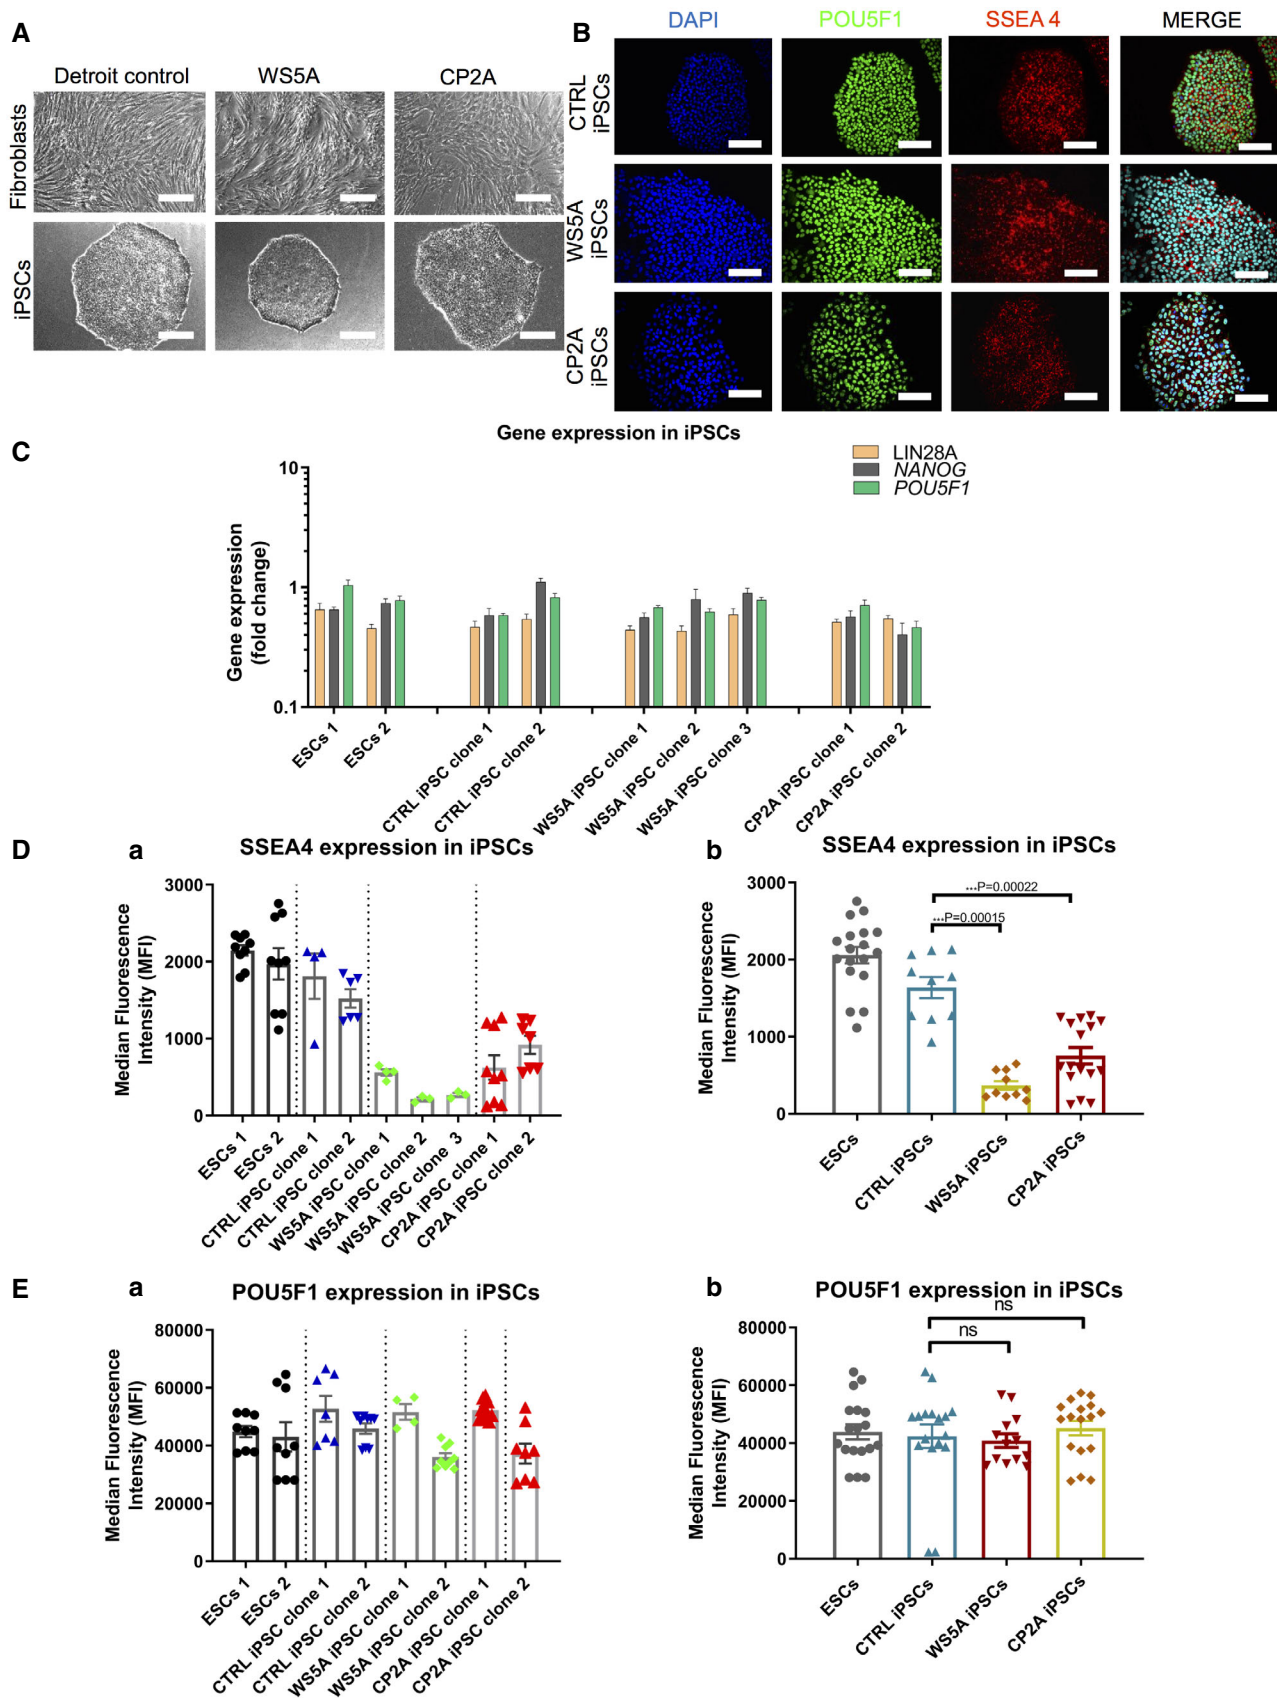 A
Detroit control
WS5A
CP2A
Fibroblasts
iPSCs
B
DAPI
POU5F1
SSEA 4
MERGE
CTRL
iPSCs
WS5A
iPSCs
CP2A
iPSCs
C
Gene expression in iPSCs
LIN28A
NANOG
POU5F1
Gene expression
(fold change)
10
1
0.1
ESCs 1
ESCs 2
CTRL iPSC clone 1
CTRL iPSC clone 2
WS5A iPSC clone 1
WS5A iPSC clone 2
WS5A iPSC clone 3
CP2A iPSC clone 1
CP2A iPSC clone 2
D
a
SSEA4 expression in iPSCs
Median Fluorescence
Intensity (MFI)
3000
2000
1000
0
ESCs 1
ESCs 2
CTRL iPSC clone 1
CTRL iPSC clone 2
WS5A iPSC clone 1
WS5A iPSC clone 2
WS5A iPSC clone 3
CP2A iPSC clone 1
CP2A iPSC clone 2
b
SSEA4 expression in iPSCs
Median Fluorescence
Intensity (MFI)
3000
2000
1000
0
***P=0.00022
***P=0.00015
ESCs
CTRL iPSCs
WS5A iPSCs
CP2A iPSCs
E
a
POU5F1 expression in iPSCs
Median Fluorescence
Intensity (MFI)
80000
60000
40000
20000
0
ESCs 1
ESCs 2
CTRL iPSC clone 1
CTRL iPSC clone 2
WS5A iPSC clone 1
WS5A iPSC clone 2
CP2A iPSC clone 1
CP2A iPSC clone 2
b
POU5F1 expression in iPSCs
Median Fluorescence
Intensity (MFI)
80000
60000
40000
20000
0
ns
ns
ESCs
CTRL iPSCs
WS5A iPSCs
CP2A iPSCs